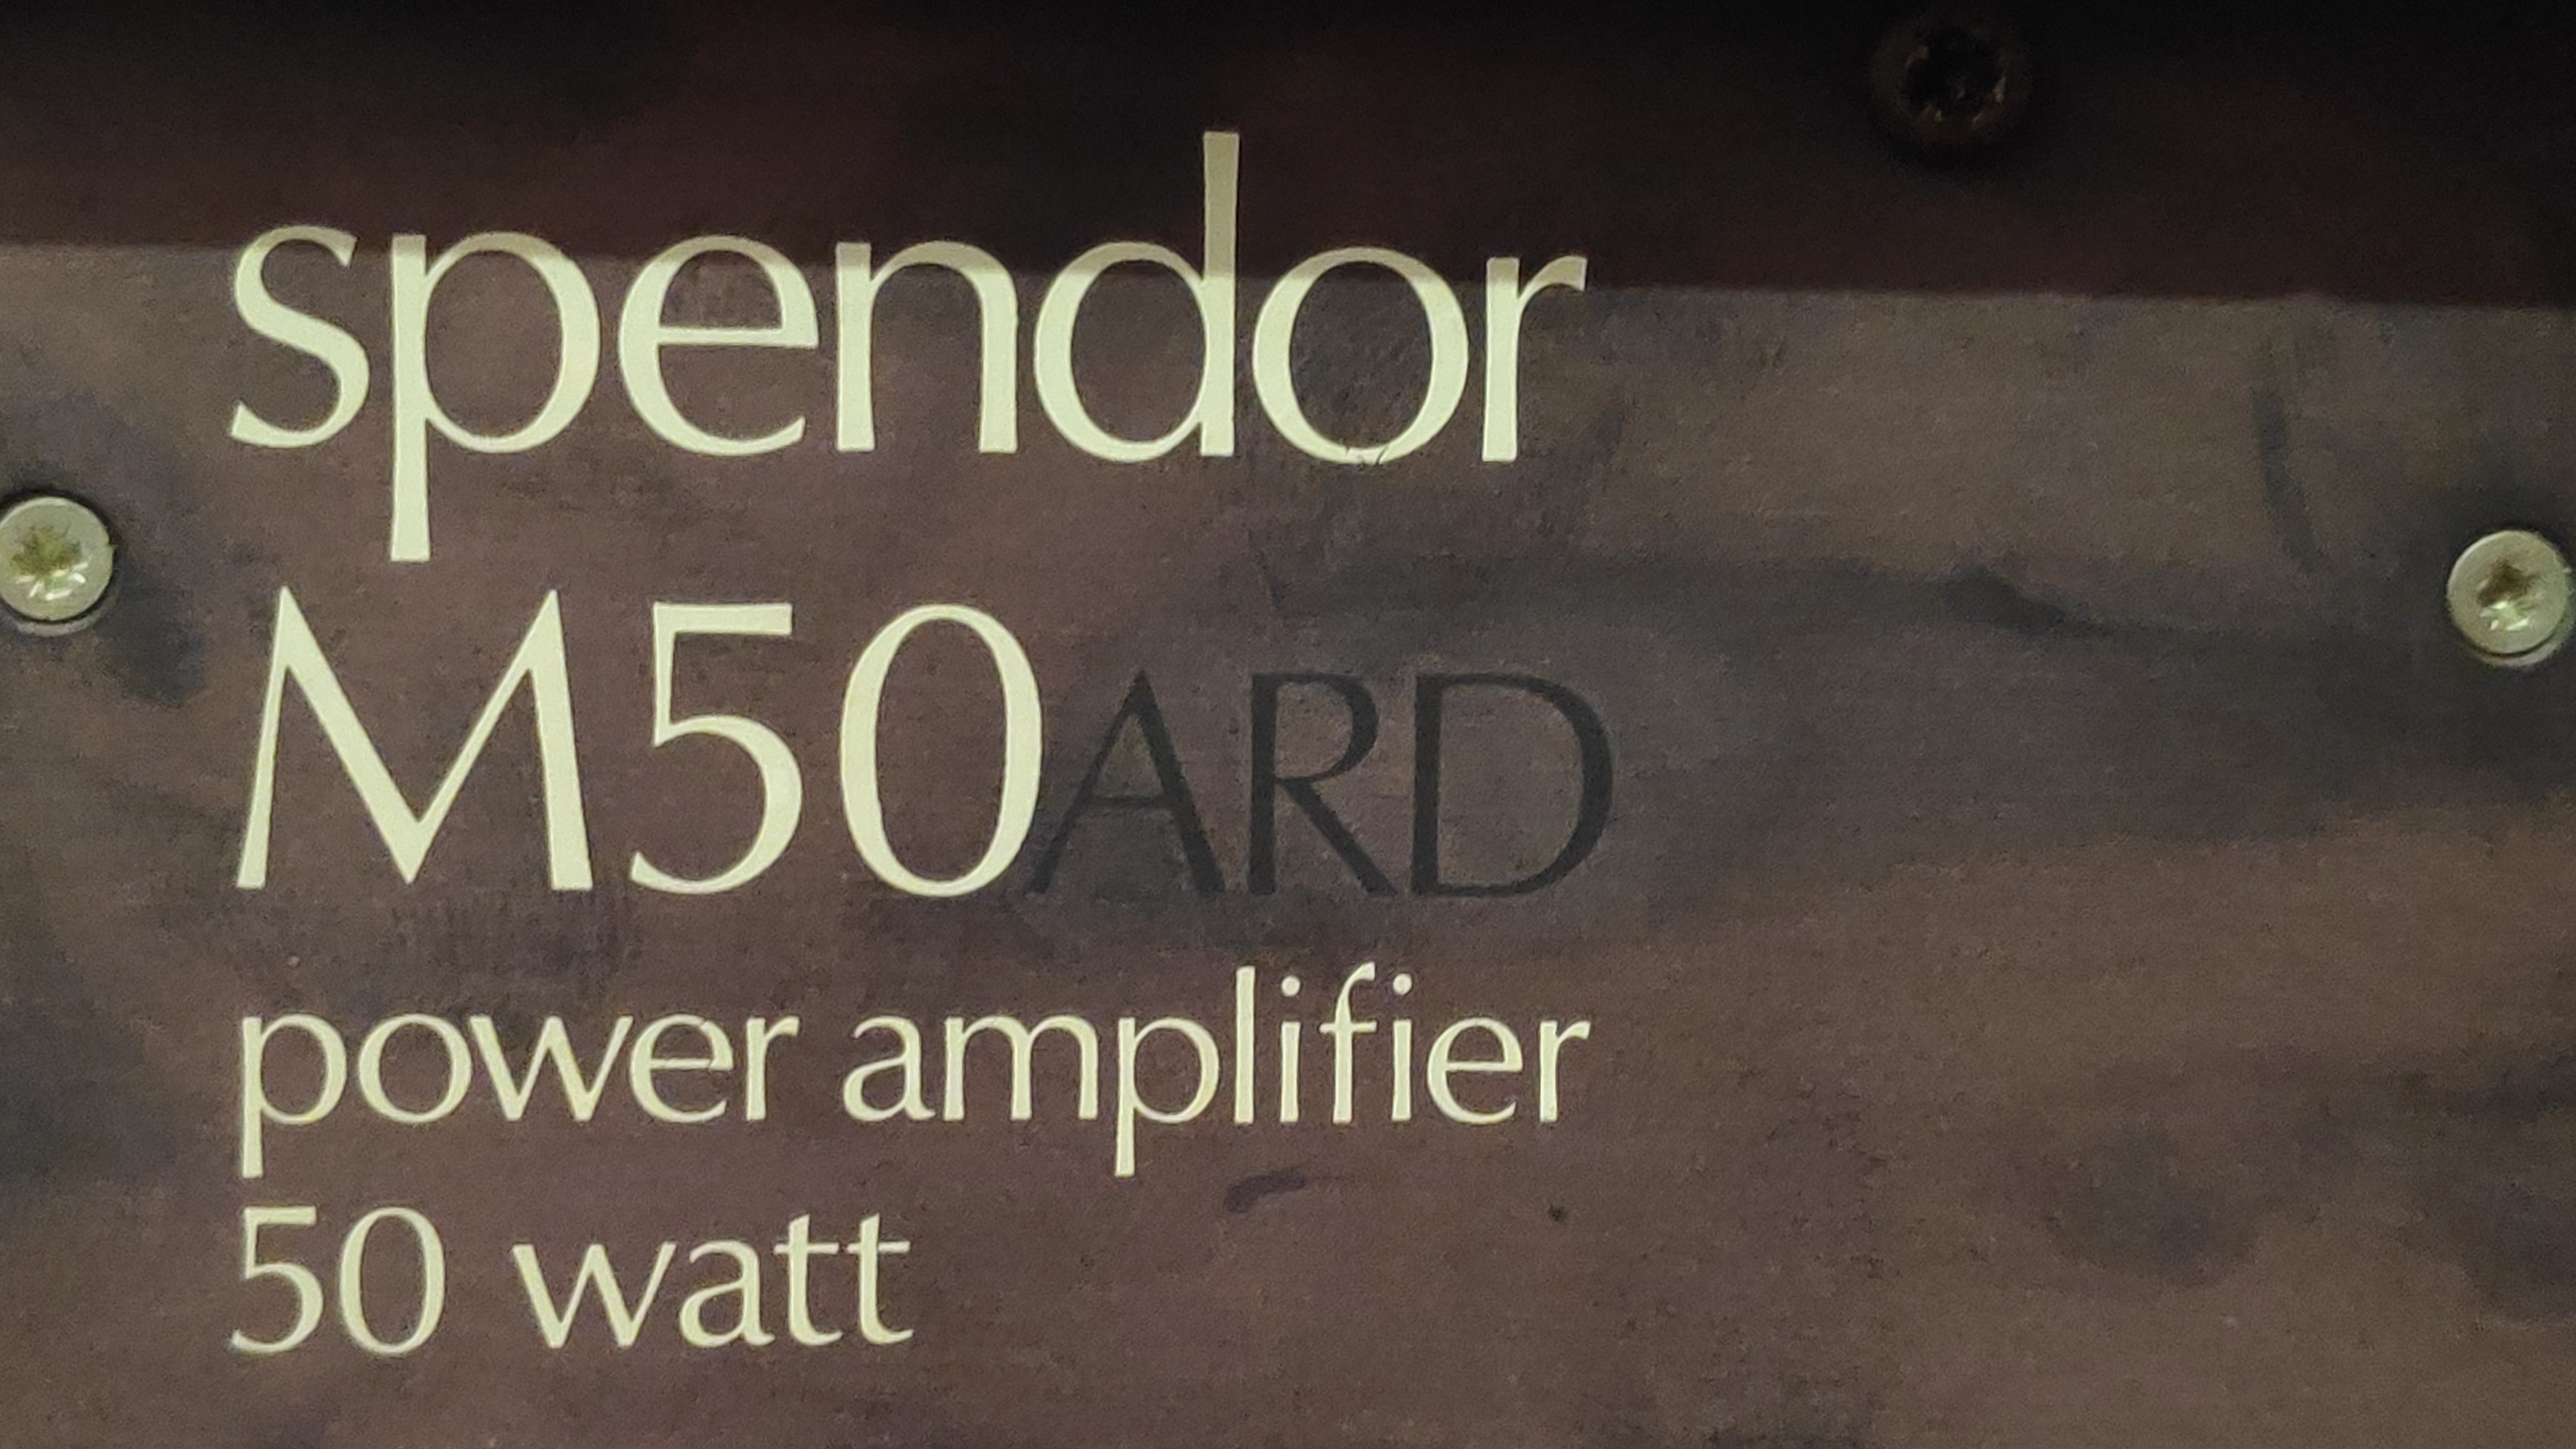 spendor
M50ARD
power amplifier
50 watt